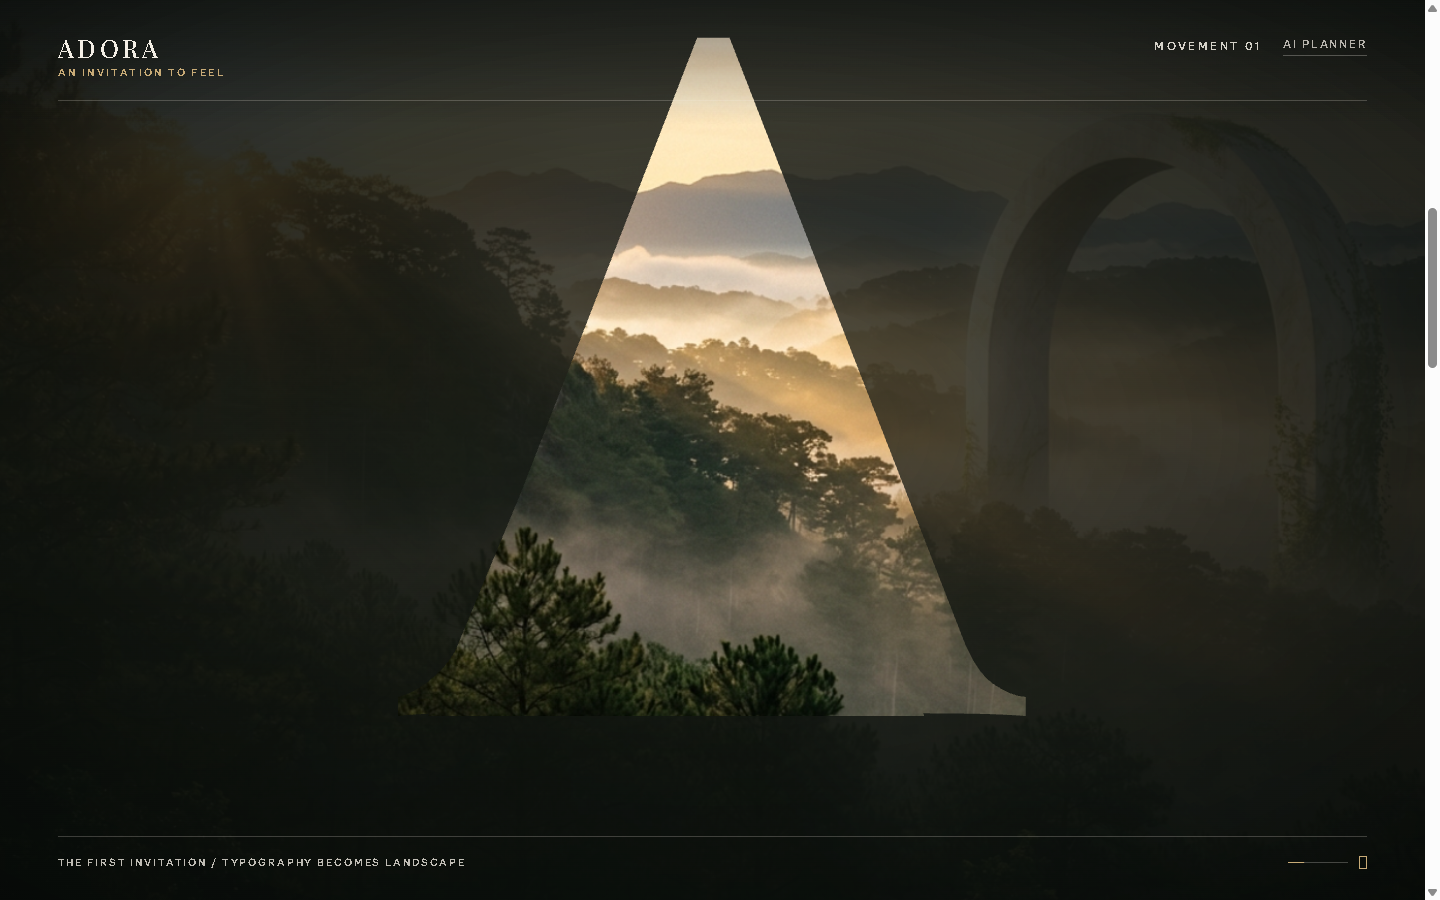 ADORA
AN INVITATION TO FEEL
MOVEMENT 01
AI PLANNER
THE FIRST INVITATION / TYPOGRAPHY BECOMES LANDSCAPE